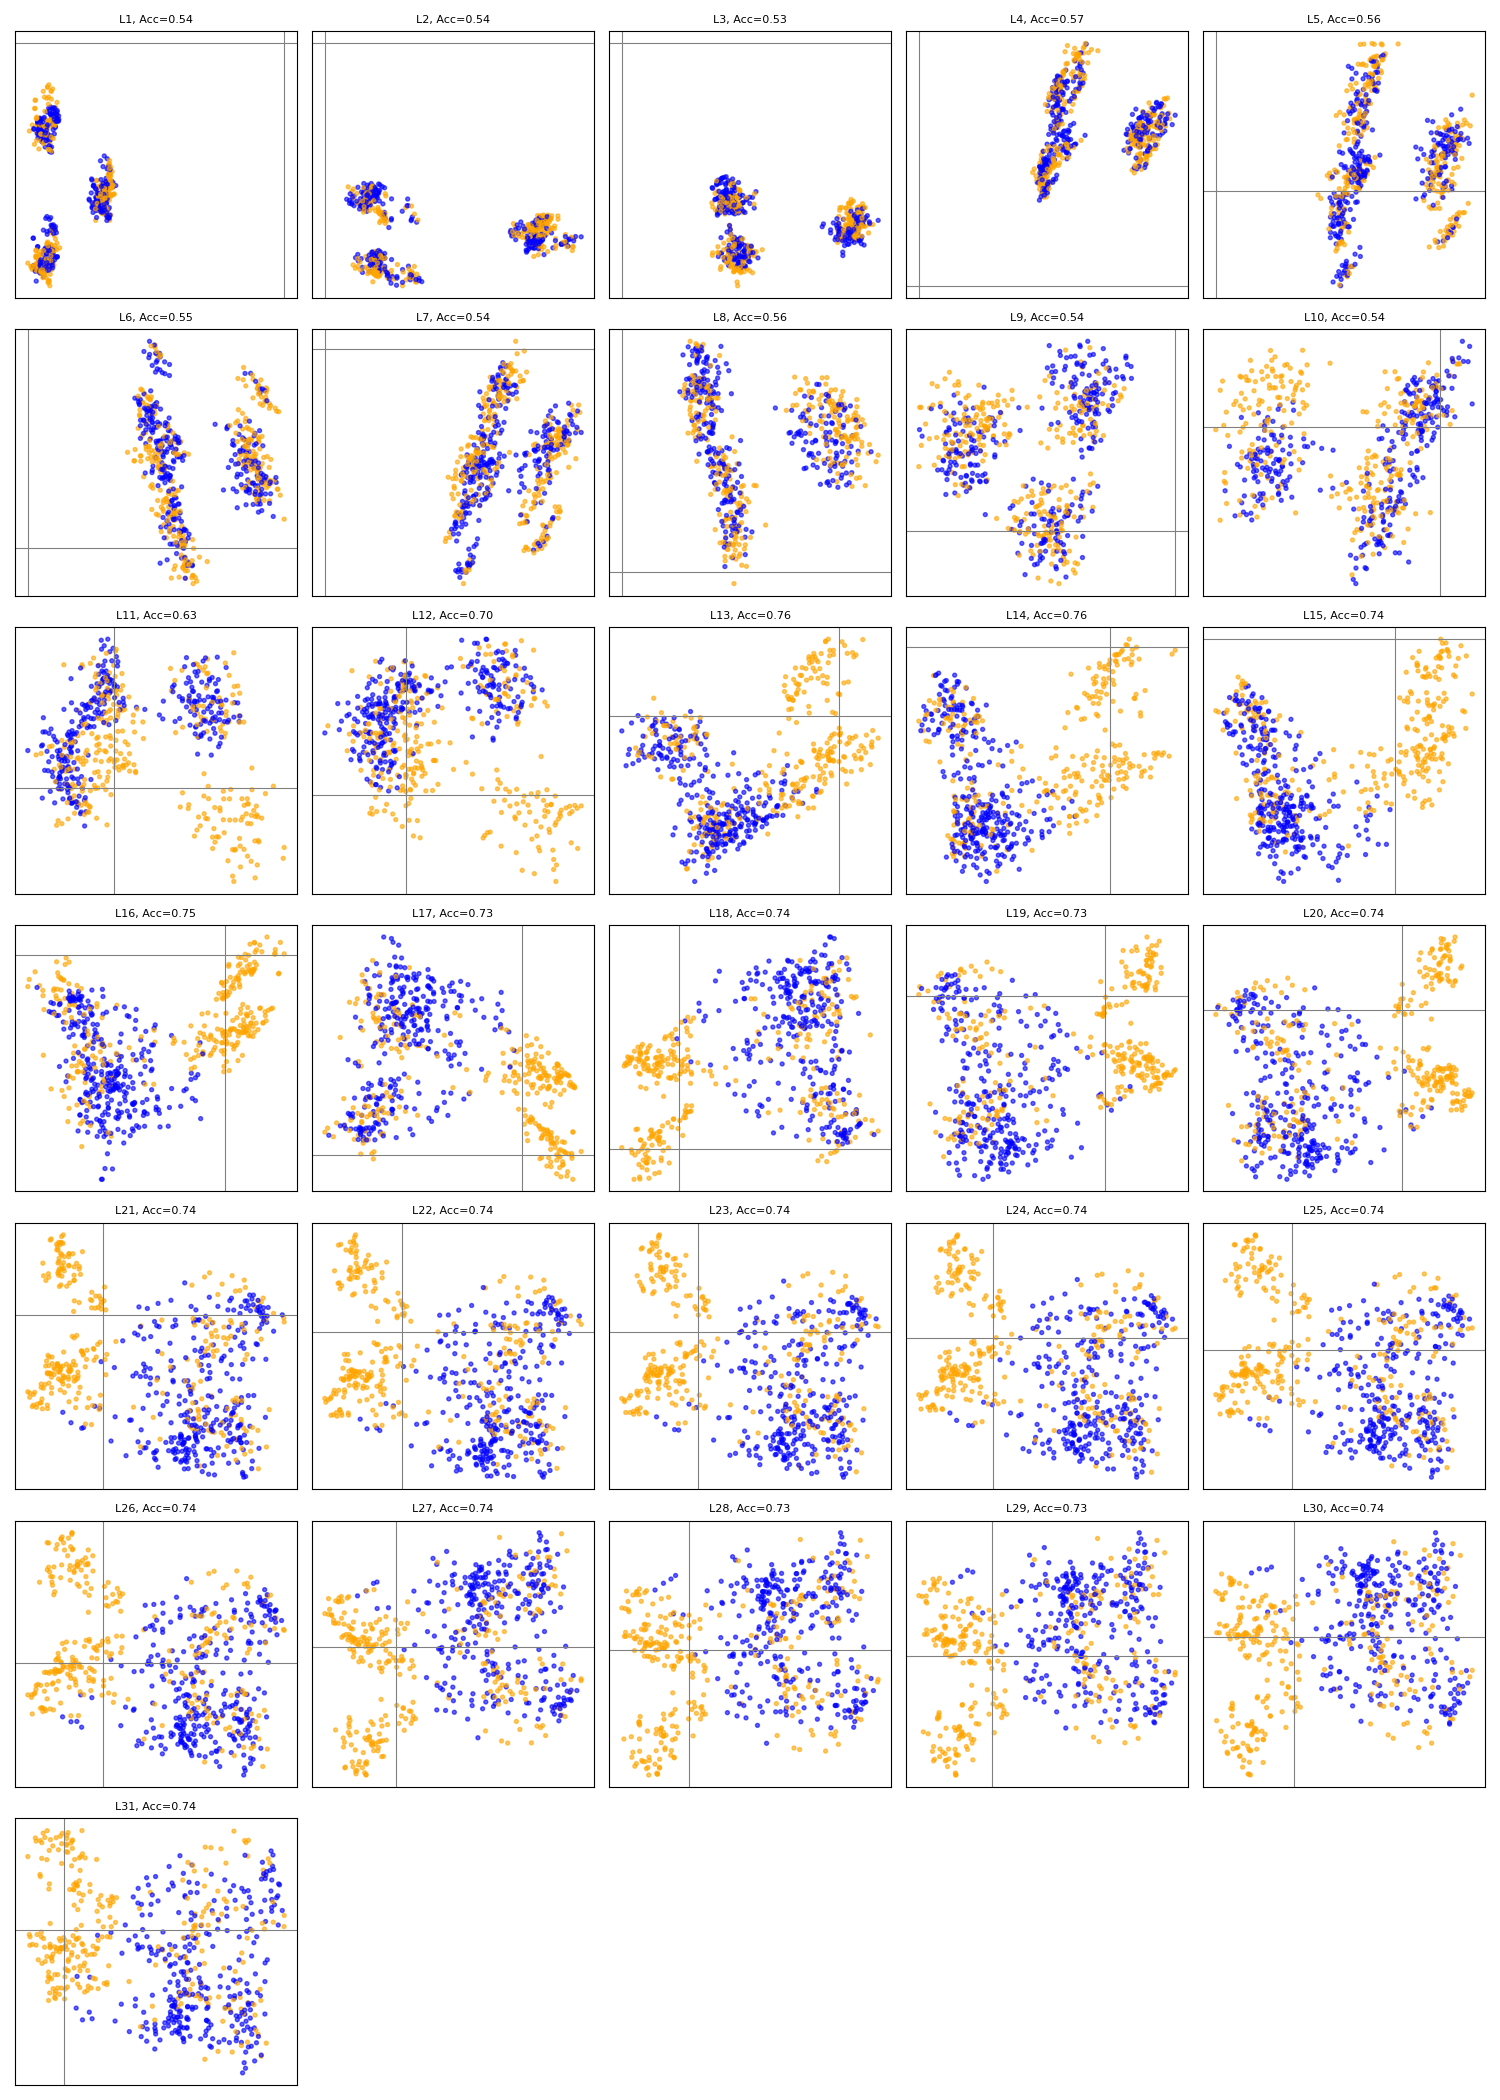 L1, Acc=0.54
L2, Acc=0.54
L3, Acc=0.53
L4, Acc=0.57
L5, Acc=0.56
L6, Acc=0.55
L7, Acc=0.54
L8, Acc=0.56
L9, Acc=0.54
L10, Acc=0.54
L11, Acc=0.63
L12, Acc=0.70
L13, Acc=0.76
L14, Acc=0.76
L15, Acc=0.74
L16, Acc=0.75
L17, Acc=0.73
L18, Acc=0.74
L19, Acc=0.73
L20, Acc=0.74
L21, Acc=0.74
L22, Acc=0.74
L23, Acc=0.74
L24, Acc=0.74
L25, Acc=0.74
L26, Acc=0.74
L27, Acc=0.74
L28, Acc=0.73
L29, Acc=0.73
L30, Acc=0.74
L31, Acc=0.74